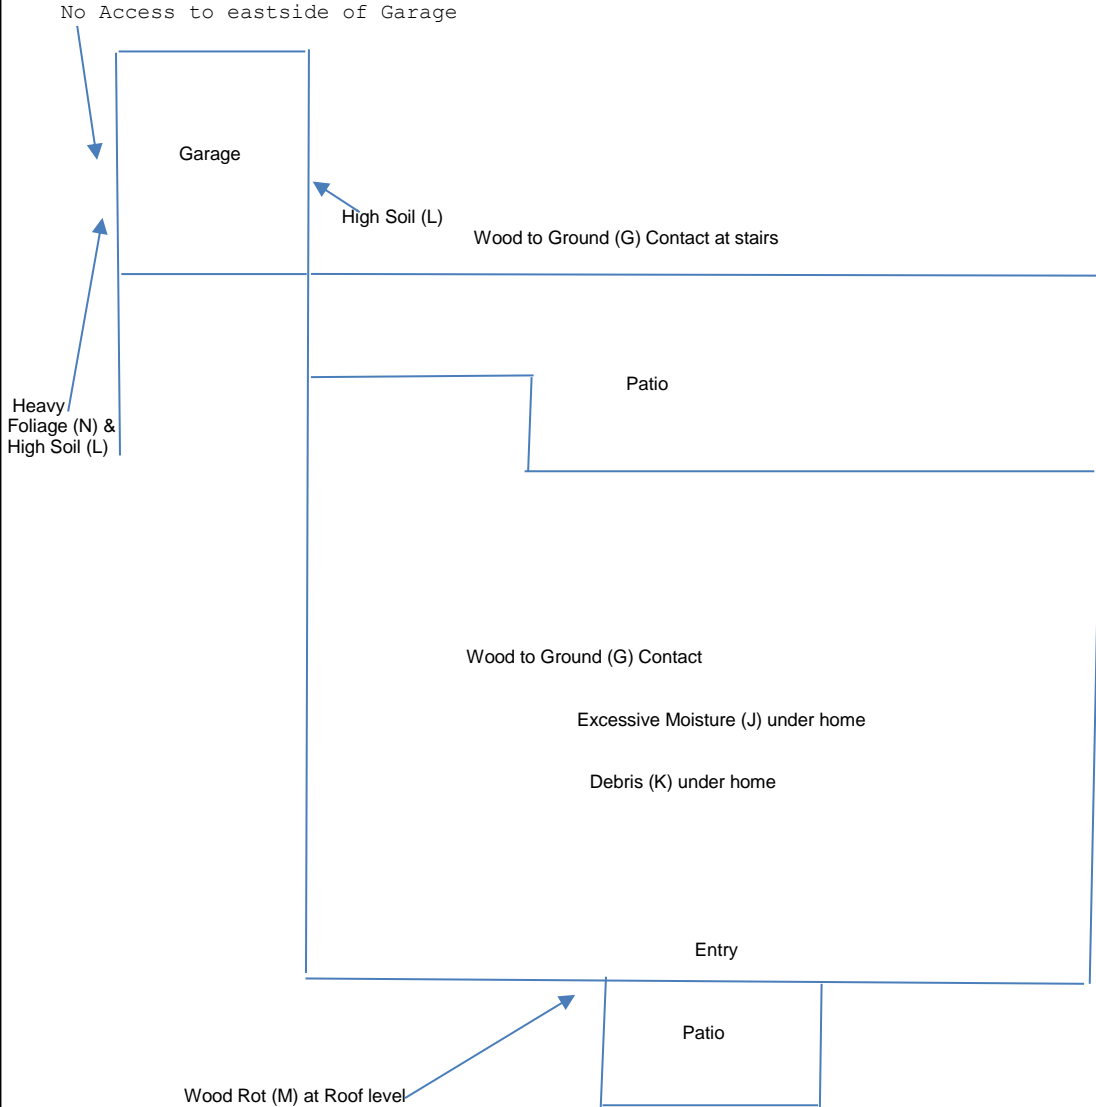 No Access to eastside of Garage
Garage
High Soil (L)
Wood to Ground (G) Contact at stairs
Patio
Heavy
Foliage (N) &
High Soil (L)
Wood to Ground (G) Contact
Excessive Moisture (J) under home
Debris (K) under home
Entry
Patio
Wood Rot (M) at Roof level